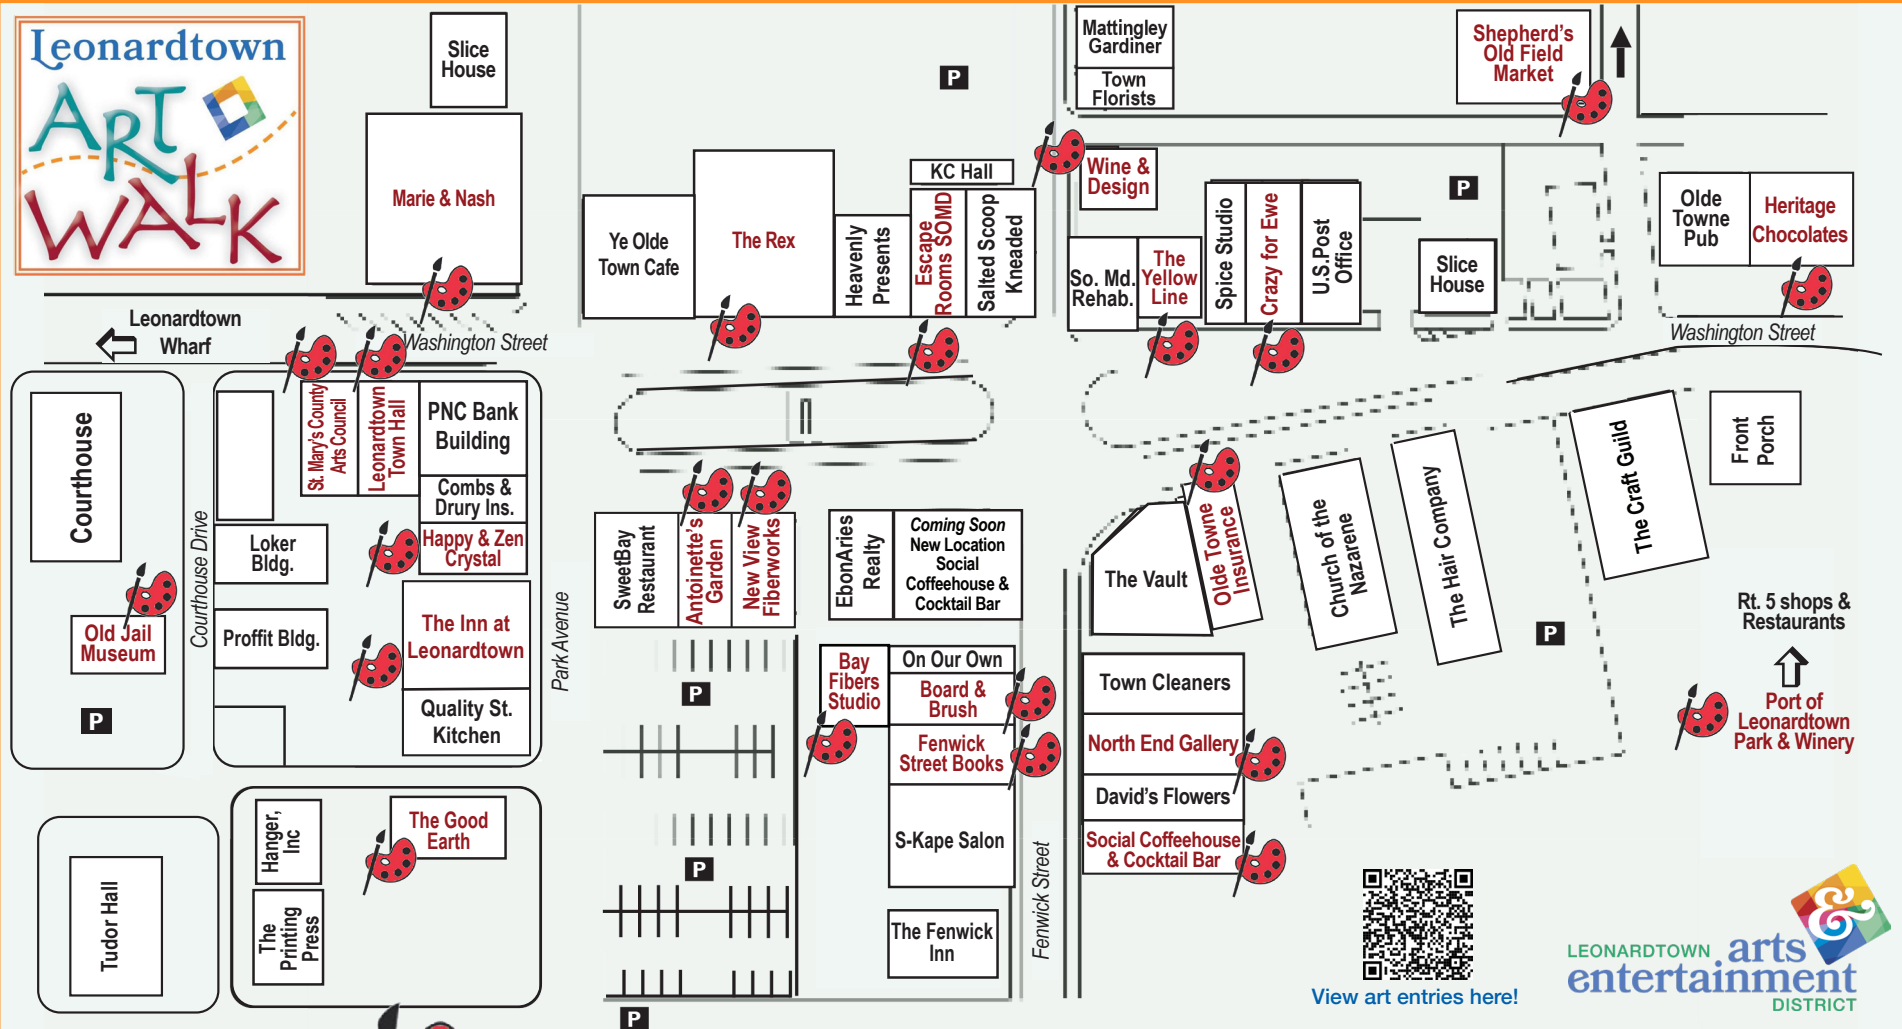 Leonardtown
ART
WALK
Slice
House
Marie & Nash
Leonardtown
Wharf
Washington Street
P
Mattingley
Gardiner
Town
Florists
Shepherd's
Old Field
Market
KC Hall
Wine &
Design
P
Ye Olde
Town Cafe
The Rex
Heavenly
Presents
Escape
Rooms SOMD
Salted Scoop
Kneaded
So. Md.
Rehab.
The
Yellow
Line
Spice Studio
Crazy for Ewe
U.S.Post
Office
Slice
House
Olde
Towne
Pub
Heritage
Chocolates
Washington Street
Courthouse
Old Jail
Museum
P
Courthouse Drive
St. Mary's County
Arts Council
Leonardtown
Town Hall
PNC Bank
Building
Combs &
Drury Ins.
Happy & Zen
Crystal
Loker
Bldg.
Proffit Bldg.
The Inn at
Leonardtown
Quality St.
Kitchen
Park Avenue
SweetBay
Restaurant
Antoinette's
Garden
New View
Fiberworks
EbonAries
Realty
Coming Soon
New Location
Social
Coffeehouse &
Cocktail Bar
The Vault
Olde Towne
Insurance
Church of the
Nazarene
The Hair Company
The Craft Guild
Front
Porch
P
Rt. 5 shops &
Restaurants
Port of
Leonardtown
Park & Winery
P
Bay
Fibers
Studio
On Our Own
Board &
Brush
Fenwick
Street Books
S-Kape Salon
The Fenwick
Inn
Fenwick Street
Town Cleaners
North End Gallery
David's Flowers
Social Coffeehouse
& Cocktail Bar
Tudor Hall
Hanger,
Inc
The
Printing
Press
The Good
Earth
P
P
View art entries here!
LEONARDTOWN
arts &
entertainment
DISTRICT